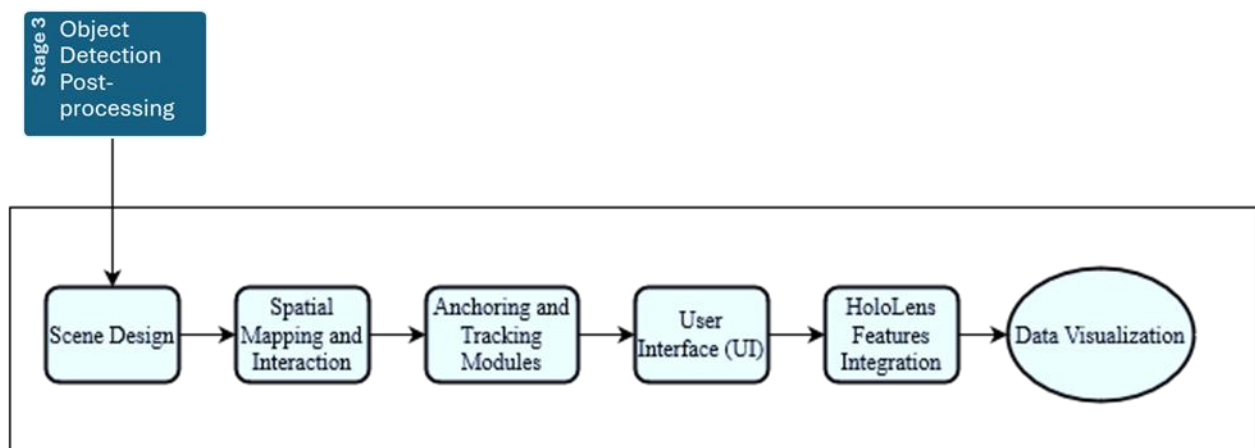 Stage 3
Object
Detection
Post-
processing
Scene Design
Spatial
Mapping and
Interaction
Anchoring and
Tracking
Modules
User
Interface (UI)
HoloLens
Features
Integration
Data Visualization